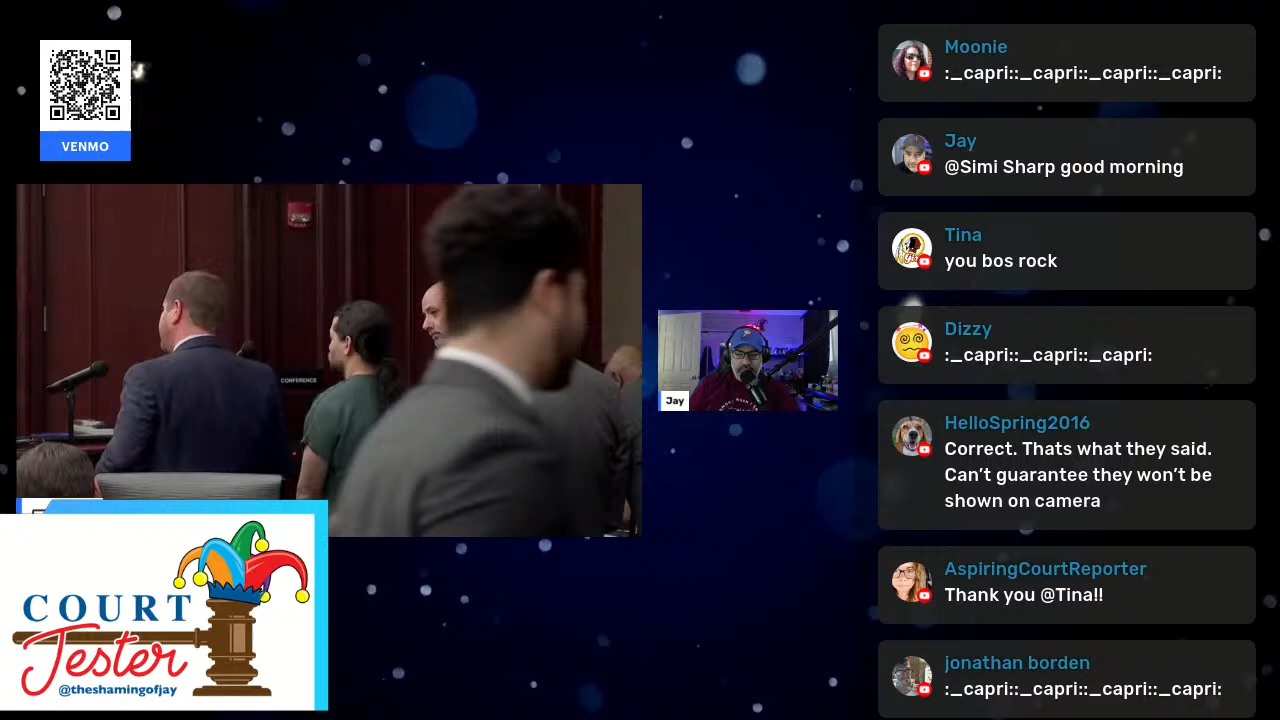 VENMO
CONFERENCE
Jay
COURT
Jester
@theshamingofjay
Moonie
:_capri::_capri::_capri::_capri:
Jay
@Simi Sharp good morning
Tina
you bos rock
Dizzy
:_capri::_capri::_capri:
HelloSpring2016
Correct. Thats what they said.
Can’t guarantee they won’t be
shown on camera
AspiringCourtReporter
Thank you @Tina!!
jonathan borden
:_capri::_capri::_capri::_capri: